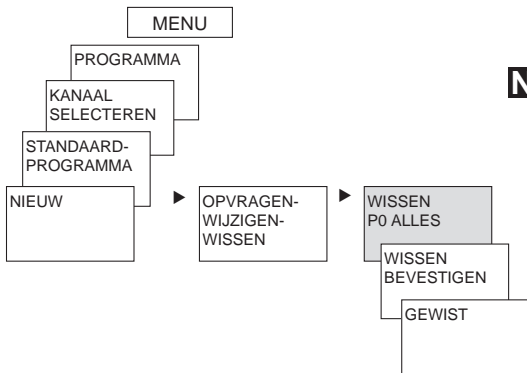 MENU
PROGRAMMA
KANAAL
SELECTEREN
STANDAARD-
PROGRAMMA
NIEUW
OPVRAGEN-
WIJZIGEN-
WISSEN
WISSEN
P0 ALLES
WISSEN
BEVESTIGEN
GEWIST
N